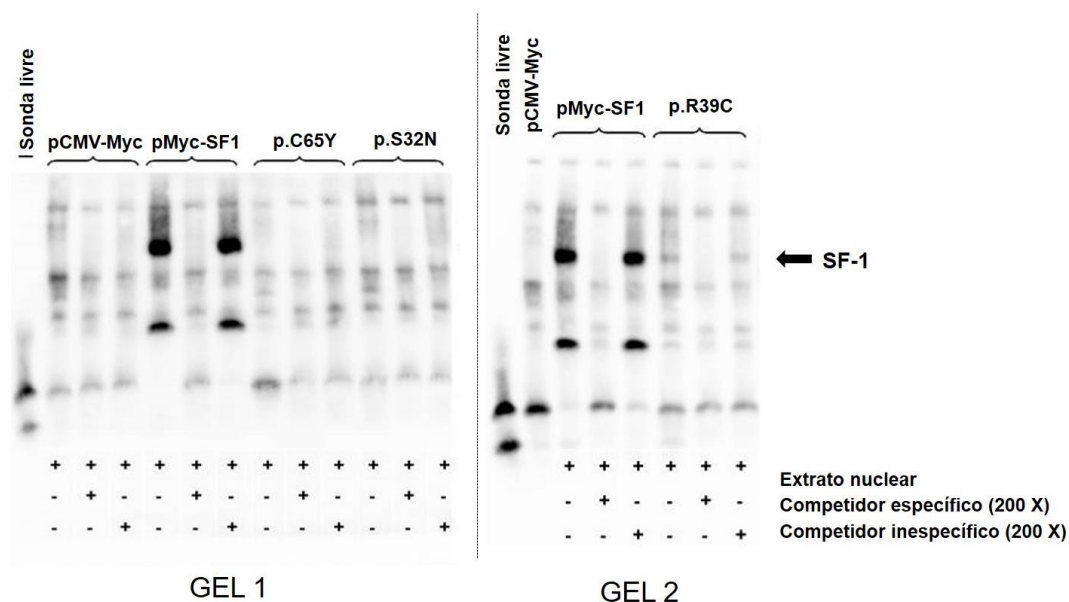 Sonda livre
pCMV-Myc
pMyc-SF1
p.C65Y
p.S32N
+ + + + + + + + + + + +
- + - - + - - + - - + -
- - + - - + - - + - - +
GEL 1
Sonda livre
pCMV-Myc
pMyc-SF1
p.R39C
SF-1
+ + + + + + Extrato nuclear
- + - - + - Competidor específico (200 X)
- - + - - + Competidor inespecífico (200 X)
GEL 2